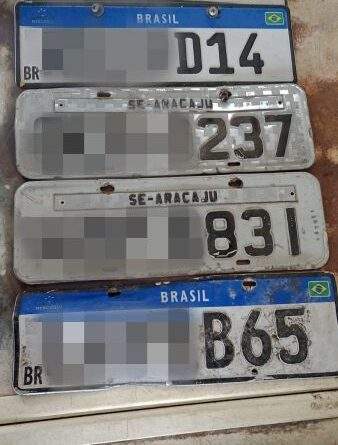 BRASIL
BR D14
SE-ARACAJU
237
SE-ARACAJU
831
BRASIL
BR B65